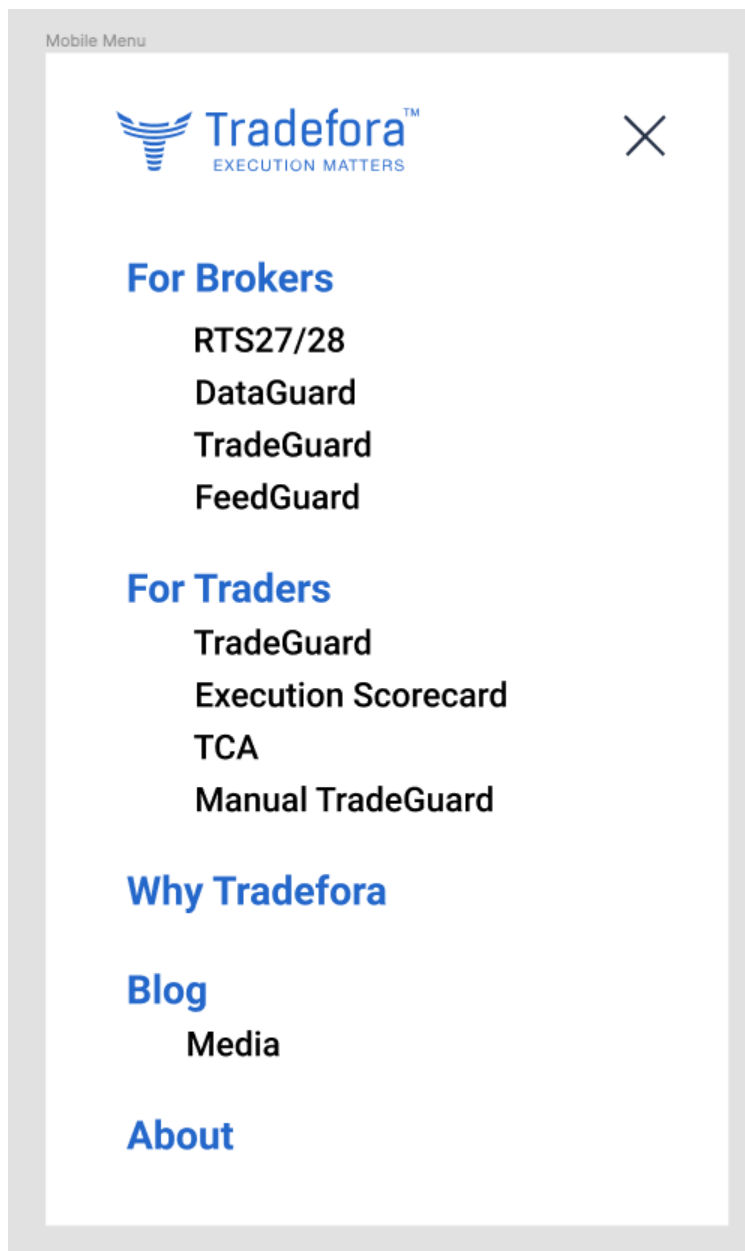 Mobile Menu
Tradefora™
EXECUTION MATTERS
For Brokers
RTS27/28
DataGuard
TradeGuard
FeedGuard
For Traders
TradeGuard
Execution Scorecard
TCA
Manual TradeGuard
Why Tradefora
Blog
Media
About